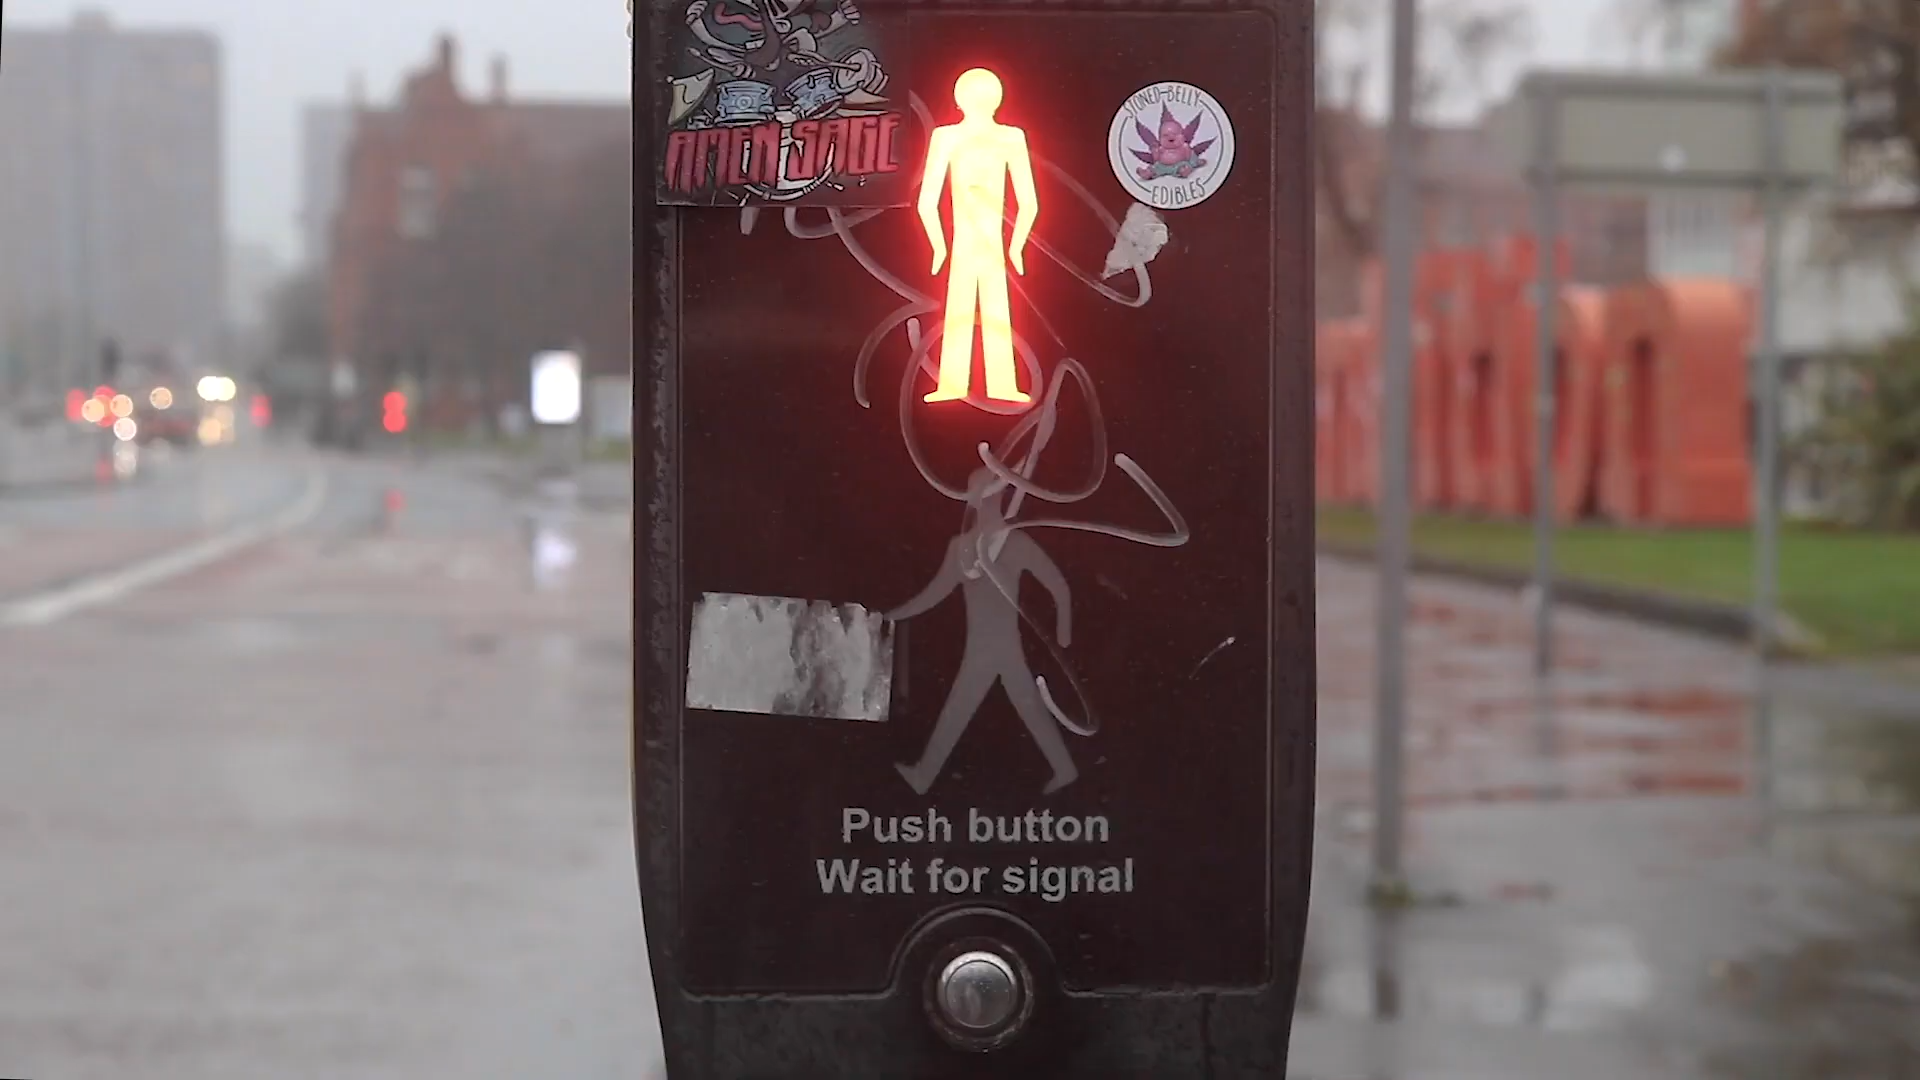 AMEN SAGE
STONED BELLY
EDIBLES
Push button
Wait for signal